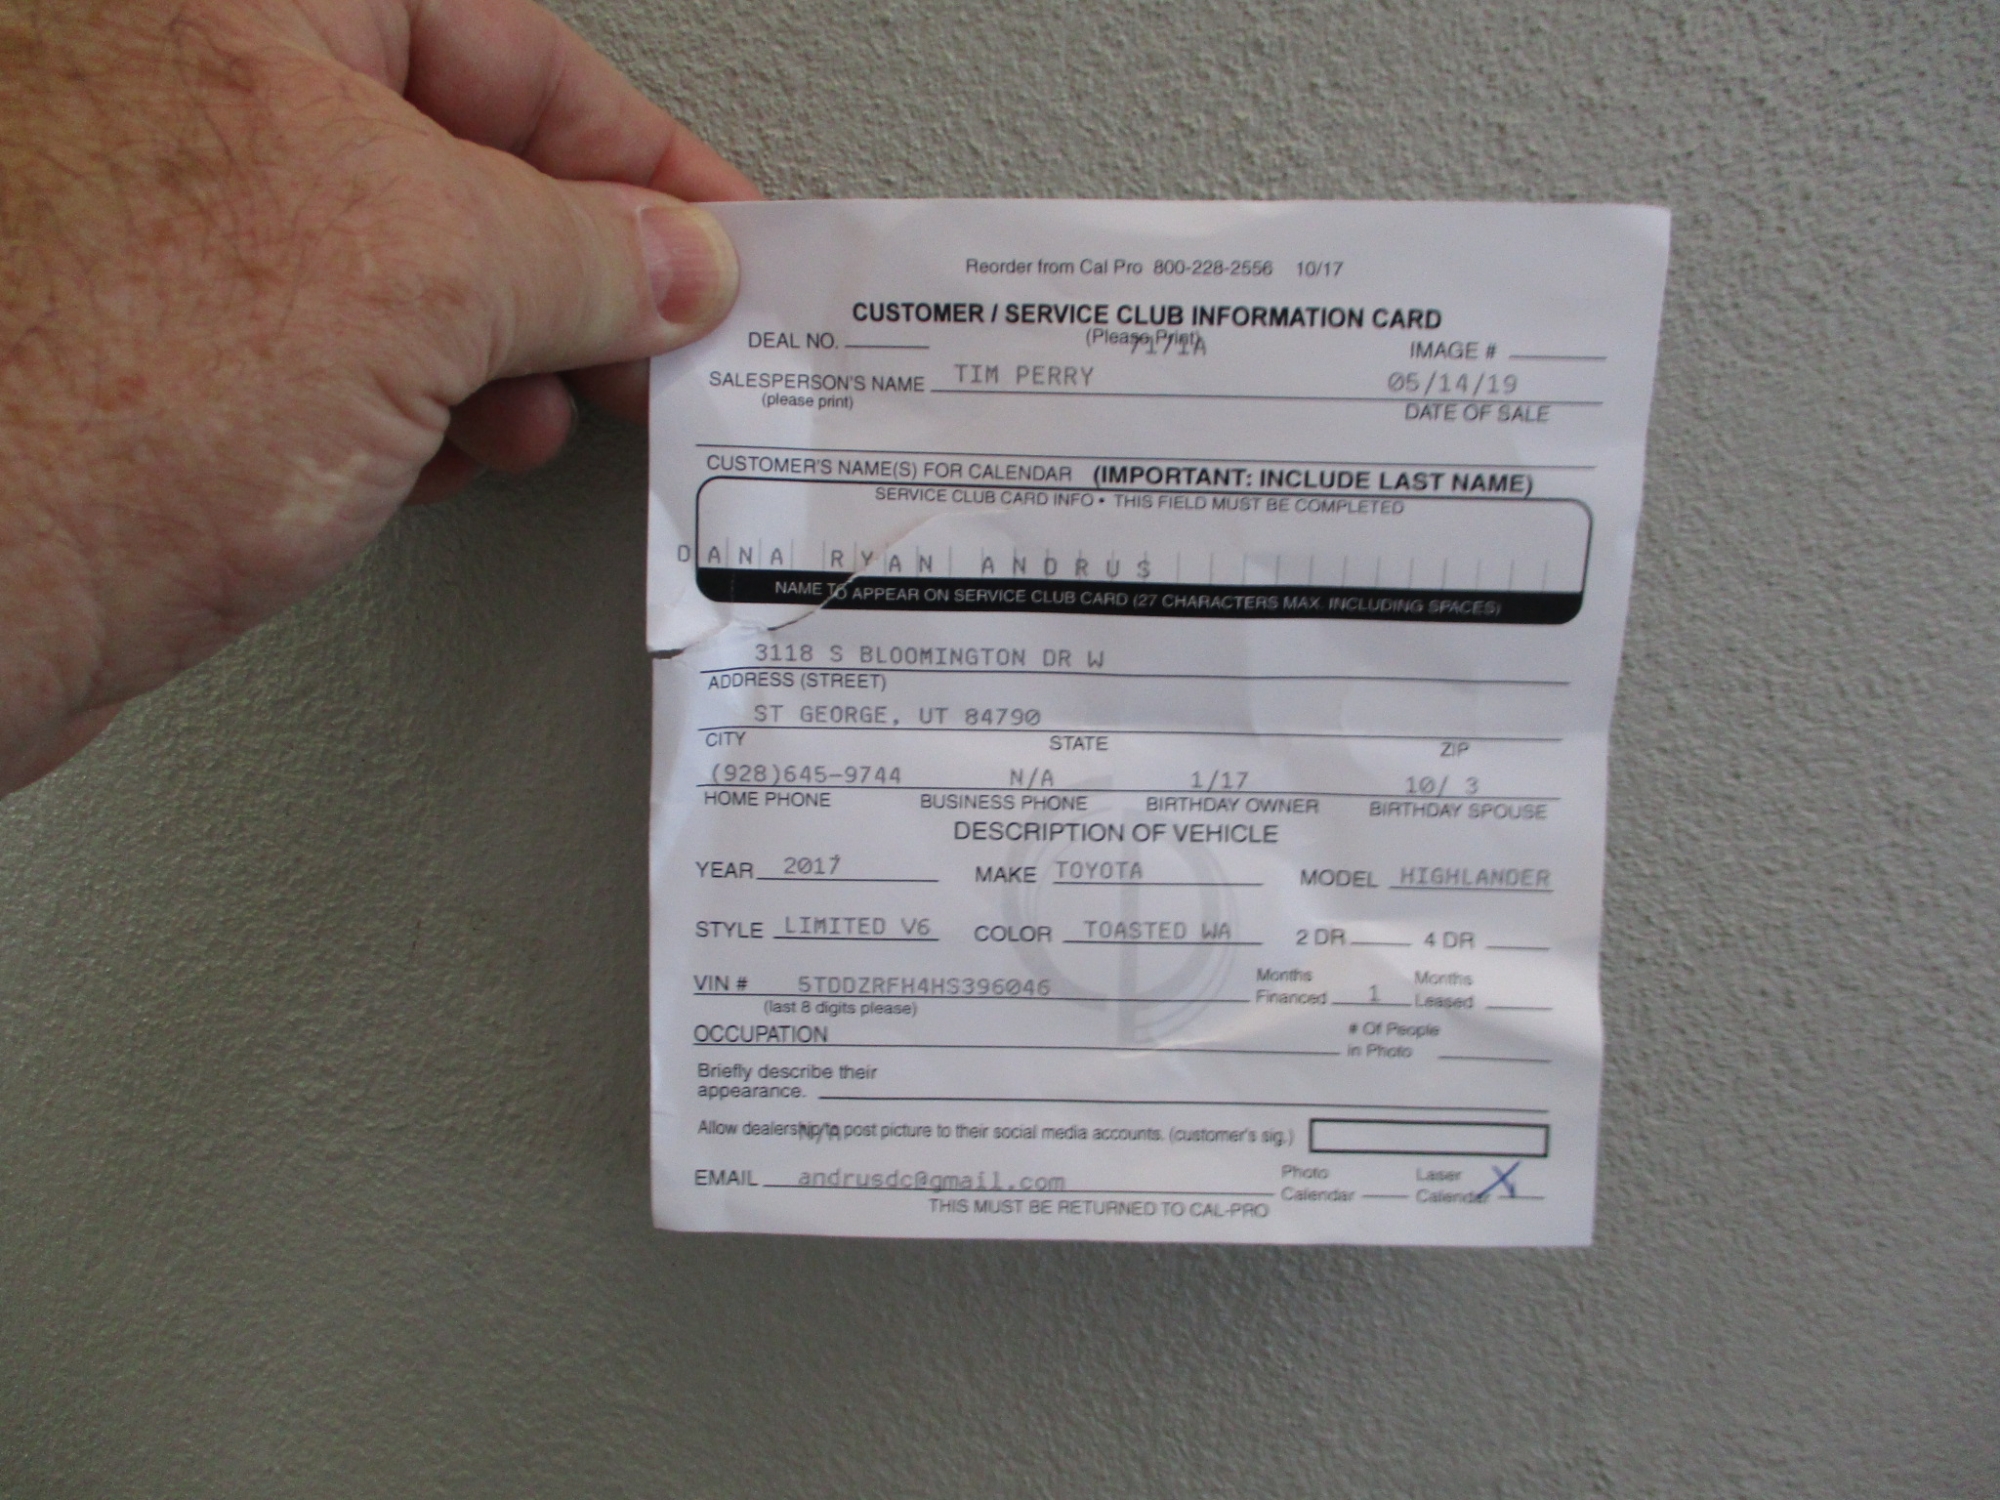 Reorder from Cal Pro 800-228-2556 10/17
CUSTOMER / SERVICE CLUB INFORMATION CARD
(Please Print)
DEAL NO. IMAGE #
SALESPERSON'S NAME TIM PERRY 05/14/19
(please print) DATE OF SALE
CUSTOMER'S NAME(S) FOR CALENDAR (IMPORTANT: INCLUDE LAST NAME)
SERVICE CLUB CARD INFO • THIS FIELD MUST BE COMPLETED
DANA RYAN ANDRUS
NAME TO APPEAR ON SERVICE CLUB CARD (27 CHARACTERS MAX. INCLUDING SPACES)
3118 S BLOOMINGTON DR W
ADDRESS (STREET)
ST GEORGE, UT 84790
CITY STATE ZIP
(928)645-9744 N/A 1/17 10/ 3
HOME PHONE BUSINESS PHONE BIRTHDAY OWNER BIRTHDAY SPOUSE
DESCRIPTION OF VEHICLE
YEAR 2017 MAKE TOYOTA MODEL HIGHLANDER
STYLE LIMITED V6 COLOR TOASTED WA 2 DR 4 DR
VIN # 5TDDZRFH4HS396046 Months Financed 1 Months Leased
(last 8 digits please)
OCCUPATION # Of People in Photo
Briefly describe their
appearance.
Allow dealership to post picture to their social media accounts. (customer's sig.)
N/A
EMAIL andrusdc@gmail.com Photo Calendar Laser Calendar X
THIS MUST BE RETURNED TO CAL-PRO